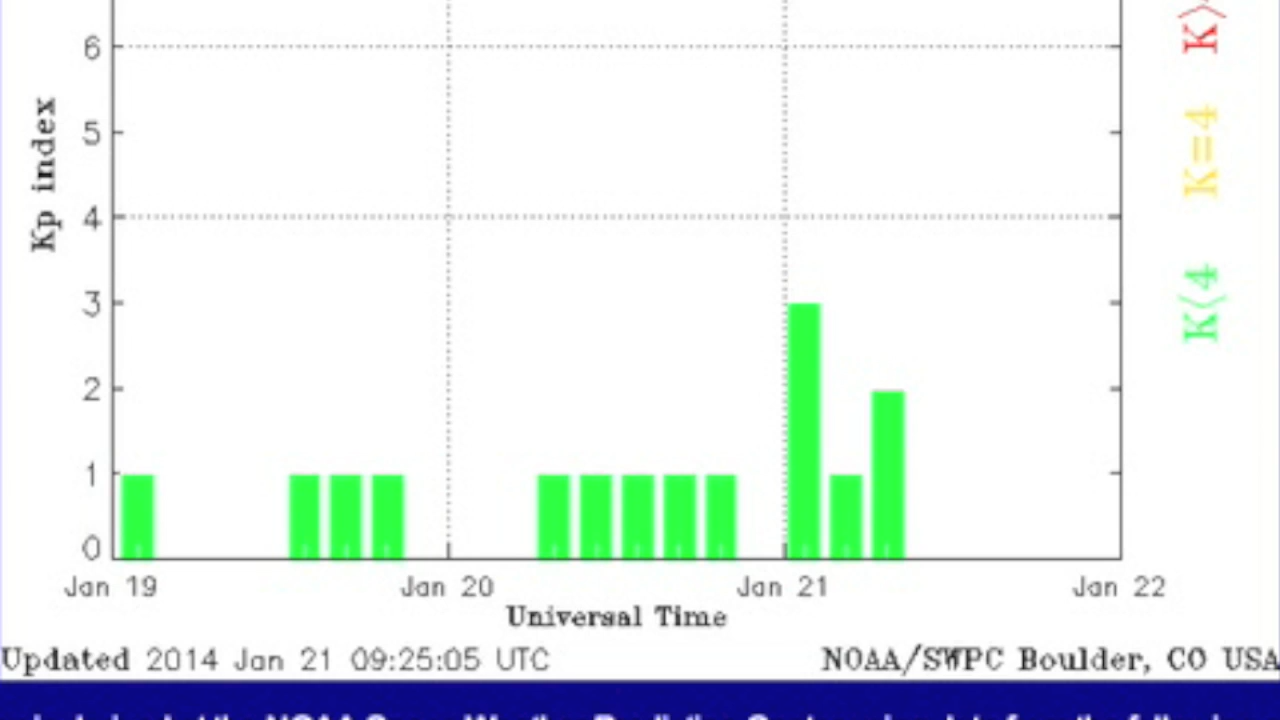 6
5
4
3
2
1
0
Kp index
Jan 19 Jan 20 Jan 21 Jan 22
Universal Time
Updated 2014 Jan 21 09:25:05 UTC NOAA/SWPC Boulder, CO USA
K<4 K=4 K>